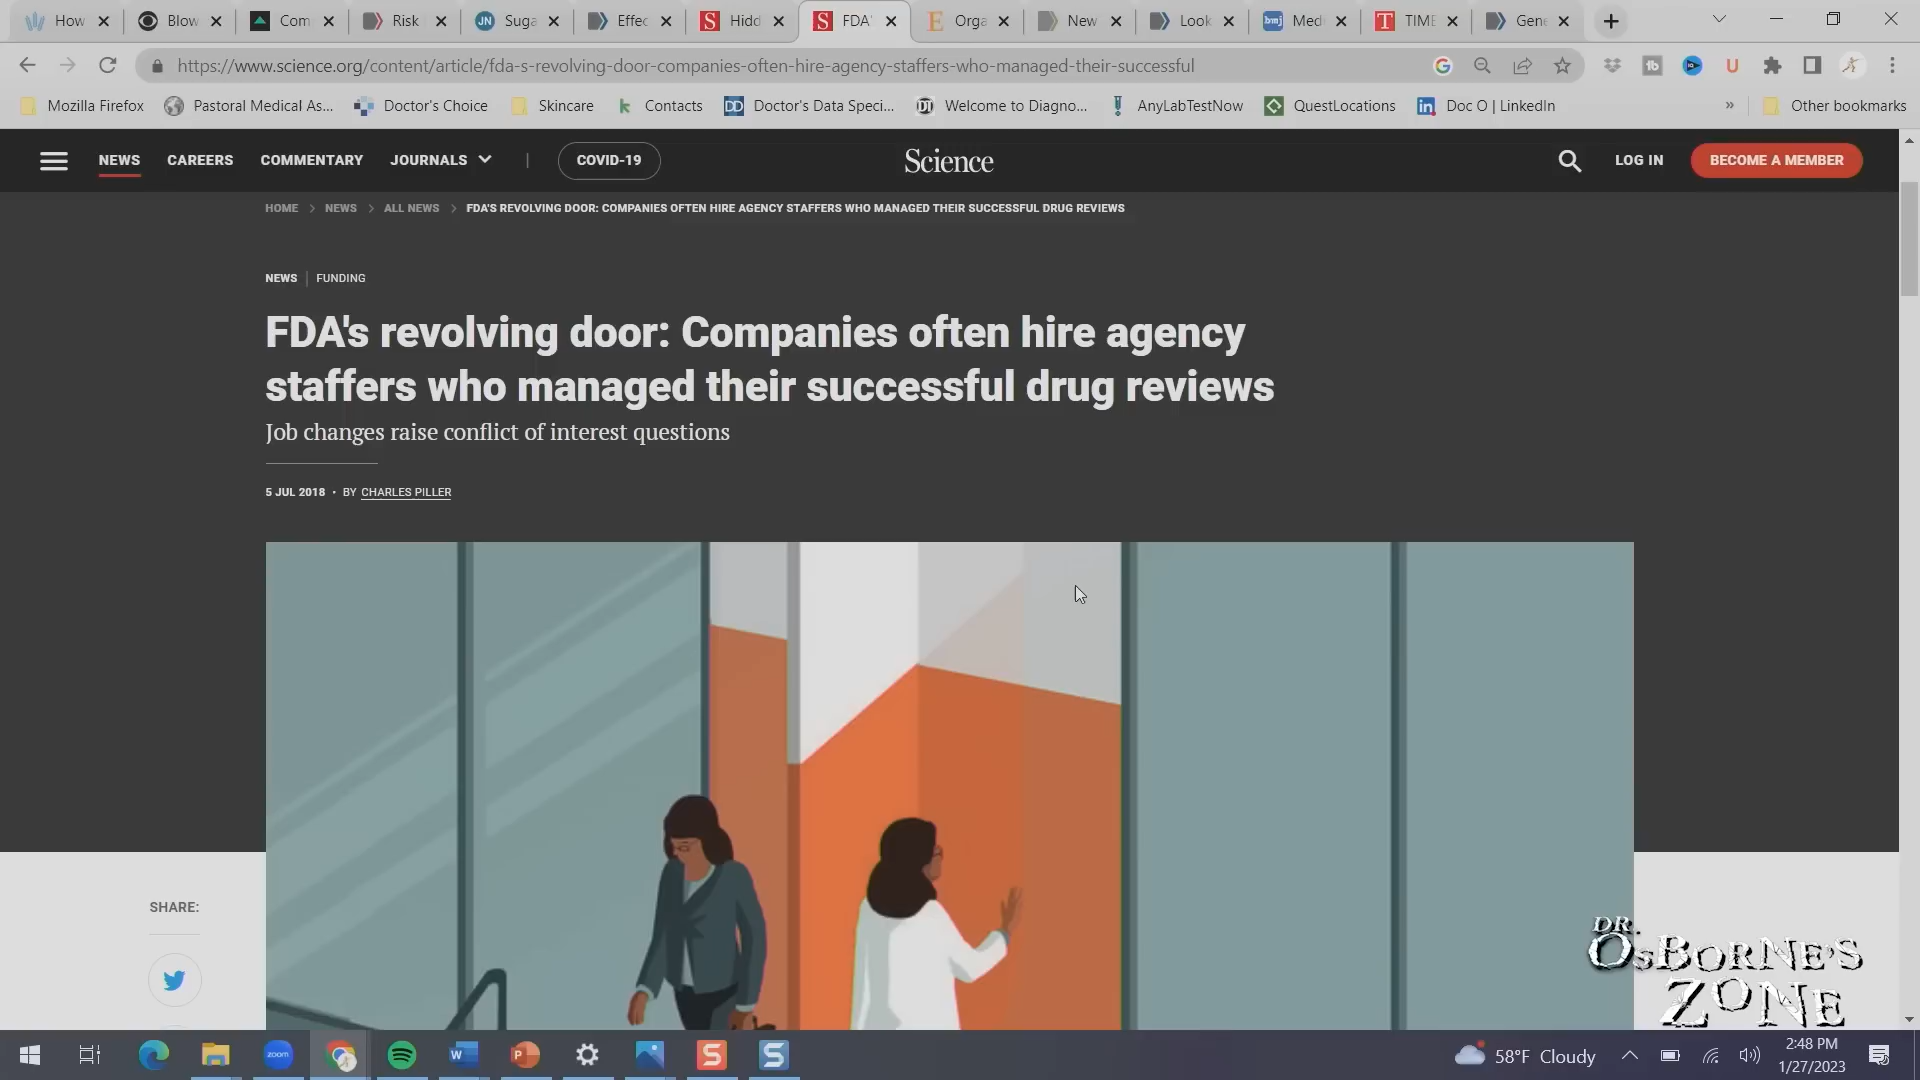 How
Blow
Com
Risk
Suga
Effec
Hidd
FDA'
Orga
New
Look
Med
TIME
Gene
https://www.science.org/content/article/fda-s-revolving-door-companies-often-hire-agency-staffers-who-managed-their-successful
Mozilla Firefox
Pastoral Medical As...
Doctor's Choice
Skincare
Contacts
Doctor's Data Speci...
Welcome to Diagno...
AnyLabTestNow
QuestLocations
Doc O | LinkedIn
»
Other bookmarks
NEWS CAREERS COMMENTARY JOURNALS | COVID-19 Science LOG IN BECOME A MEMBER
HOME > NEWS > ALL NEWS > FDA'S REVOLVING DOOR: COMPANIES OFTEN HIRE AGENCY STAFFERS WHO MANAGED THEIR SUCCESSFUL DRUG REVIEWS
NEWS | FUNDING
FDA's revolving door: Companies often hire agency
staffers who managed their successful drug reviews
Job changes raise conflict of interest questions
5 JUL 2018 • BY CHARLES PILLER
SHARE:
DR.
OSBORNE'S
ZONE
zoom
58°F Cloudy
2:48 PM
1/27/2023